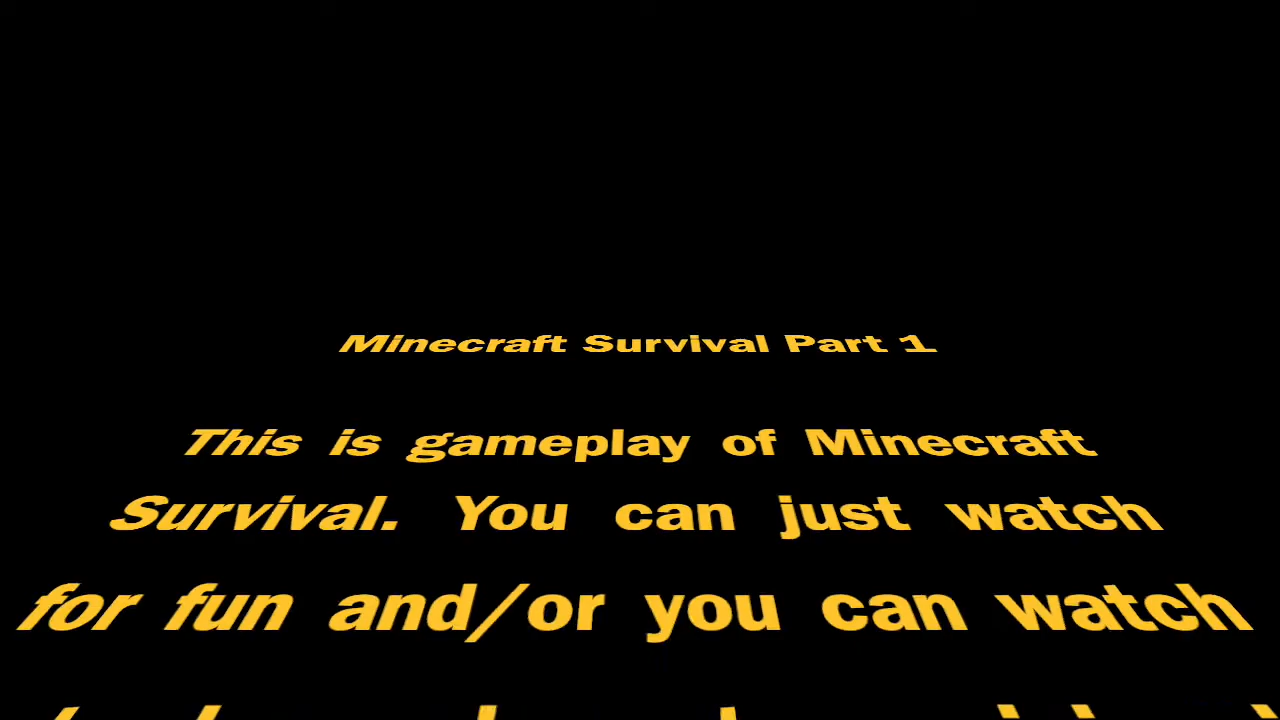 Minecraft Survival Part 1
This is gameplay of Minecraft
Survival. You can just watch
for fun and/or you can watch